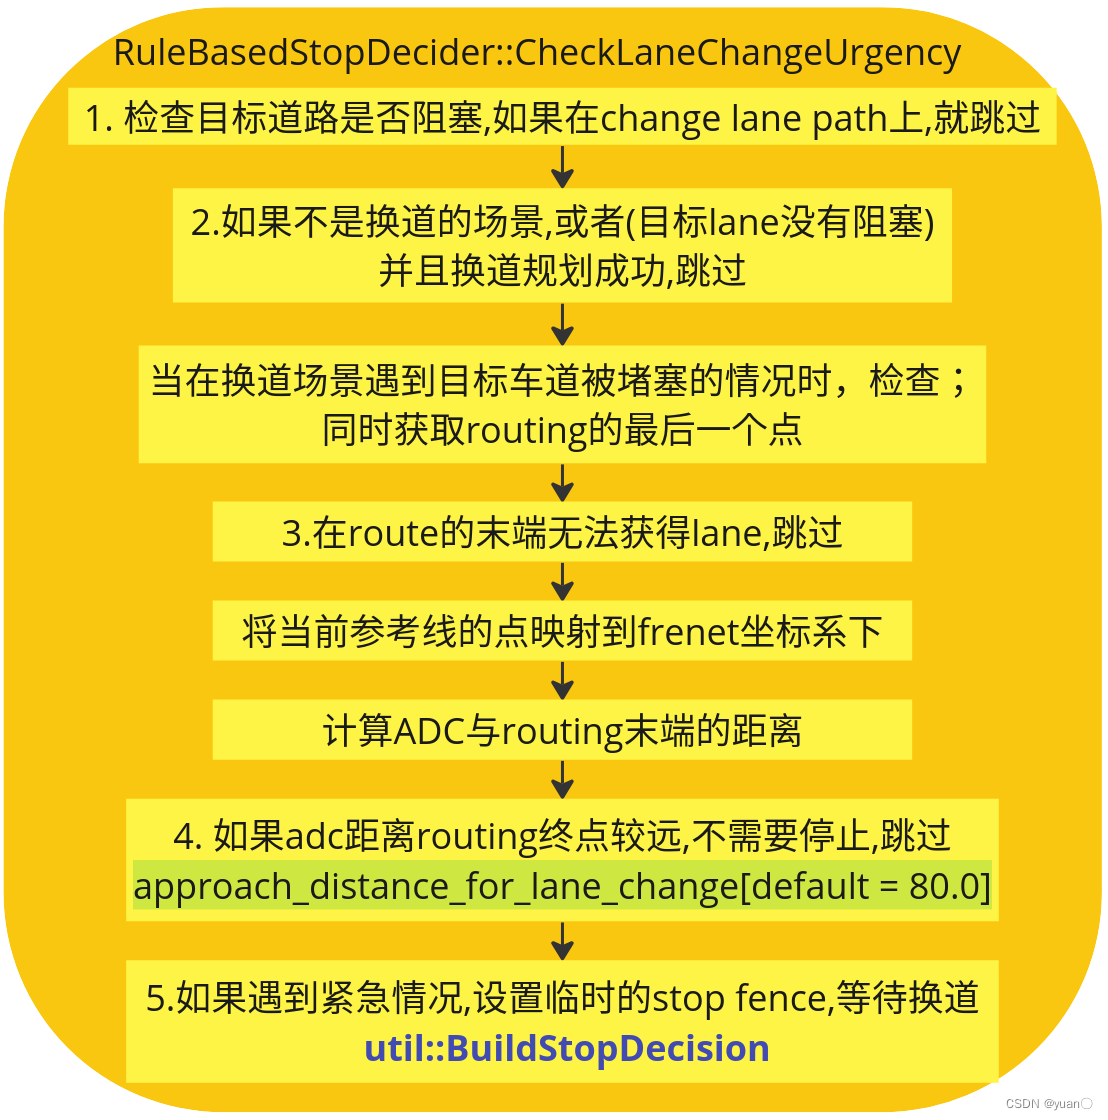 RuleBasedStopDecider::CheckLaneChangeUrgency
1. 检查目标道路是否阻塞,如果在change lane path上,就跳过
2.如果不是换道的场景,或者(目标lane没有阻塞)
并且换道规划成功,跳过
当在换道场景遇到目标车道被堵塞的情况时，检查；
同时获取routing的最后一个点
3.在route的末端无法获得lane,跳过
将当前参考线的点映射到frenet坐标系下
计算ADC与routing末端的距离
4. 如果adc距离routing终点较远,不需要停止,跳过
approach_distance_for_lane_change[default = 80.0]
5.如果遇到紧急情况,设置临时的stop fence,等待换道
util::BuildStopDecision
CSDN @yuan〇